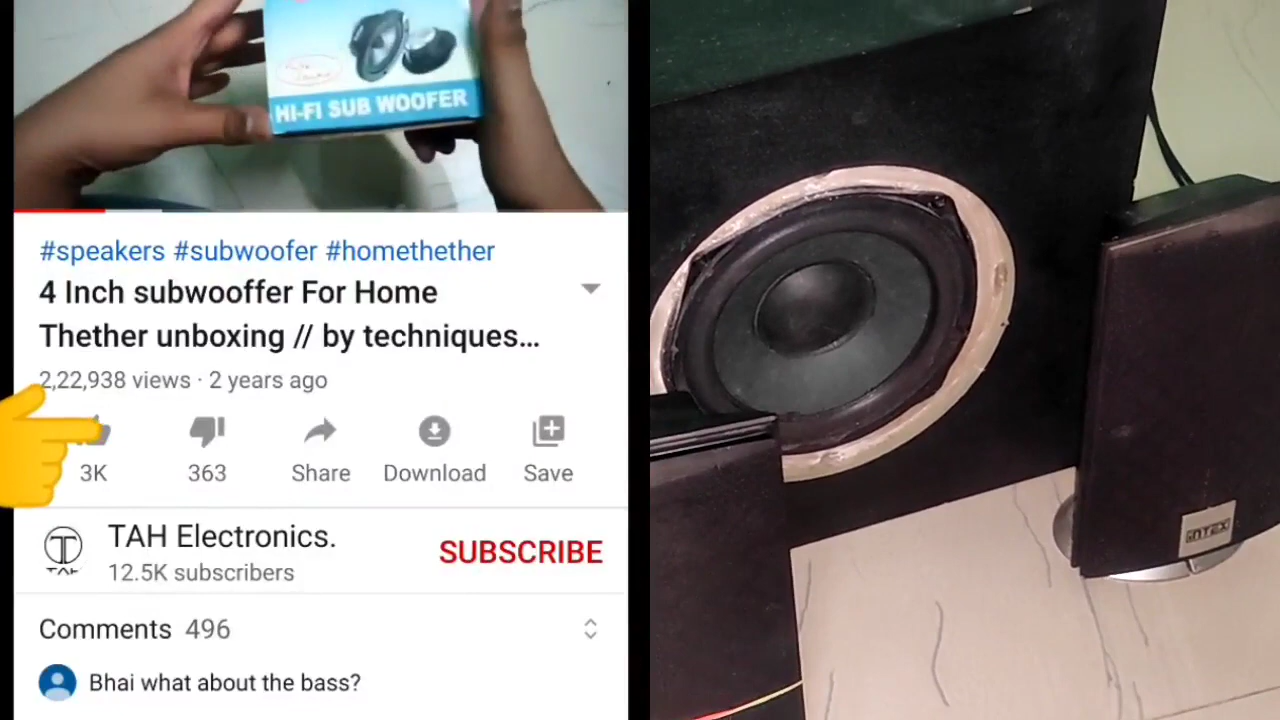 HI-FI SUB WOOFER
#speakers #subwoofer #homethether
4 Inch subwooffer For Home
Thether unboxing // by techniques...
2,22,938 views · 2 years ago
3K
363
Share
Download
Save
TAH Electronics.
12.5K subscribers
SUBSCRIBE
TAH
Comments 496
Bhai what about the bass?
inTEX